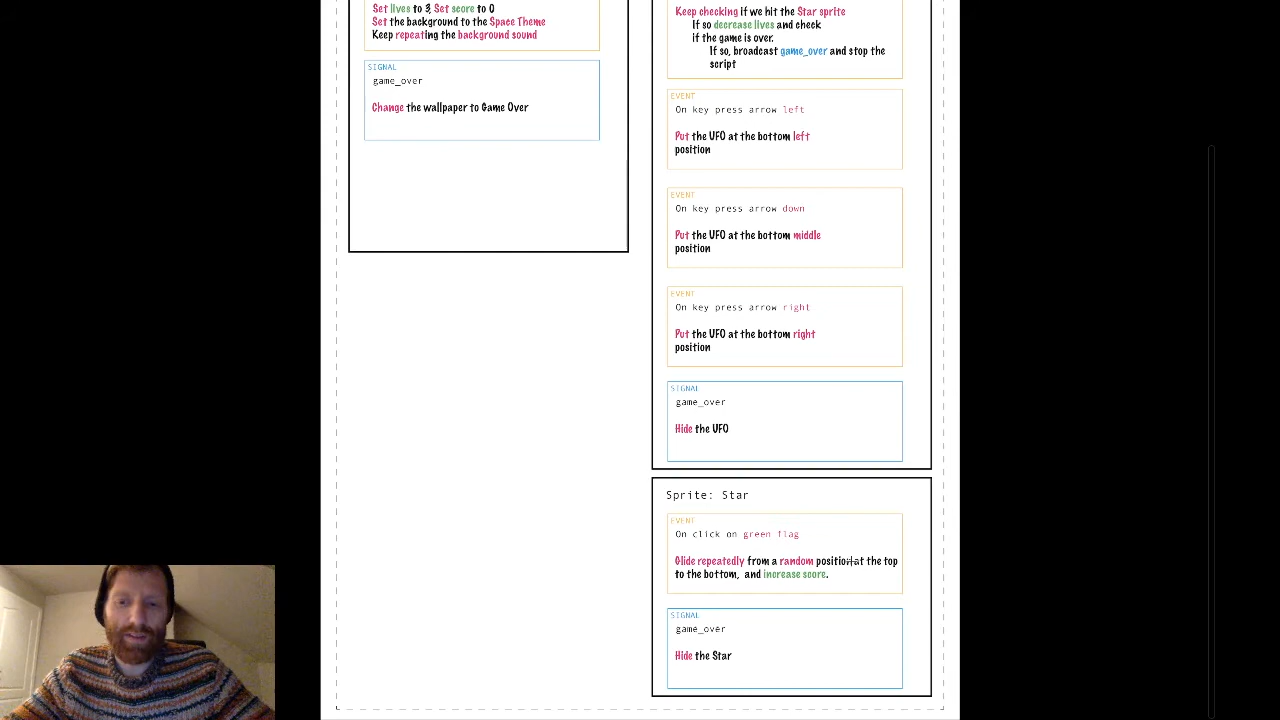 Set lives to 3, Set score to 0
Set the background to the Space Theme
Keep repeating the background sound
SIGNAL
game_over
Change the wallpaper to Game Over
Keep checking if we hit the Star sprite
If so decrease lives and check
if the game is over.
If so, broadcast game_over and stop the
script
EVENT
On key press arrow left
Put the UFO at the bottom left
position
EVENT
On key press arrow down
Put the UFO at the bottom middle
position
EVENT
On key press arrow right
Put the UFO at the bottom right
position
SIGNAL
game_over
Hide the UFO
Sprite: Star
EVENT
On click on green flag
Glide repeatedly from a random position at the top
to the bottom, and increase score.
SIGNAL
game_over
Hide the Star